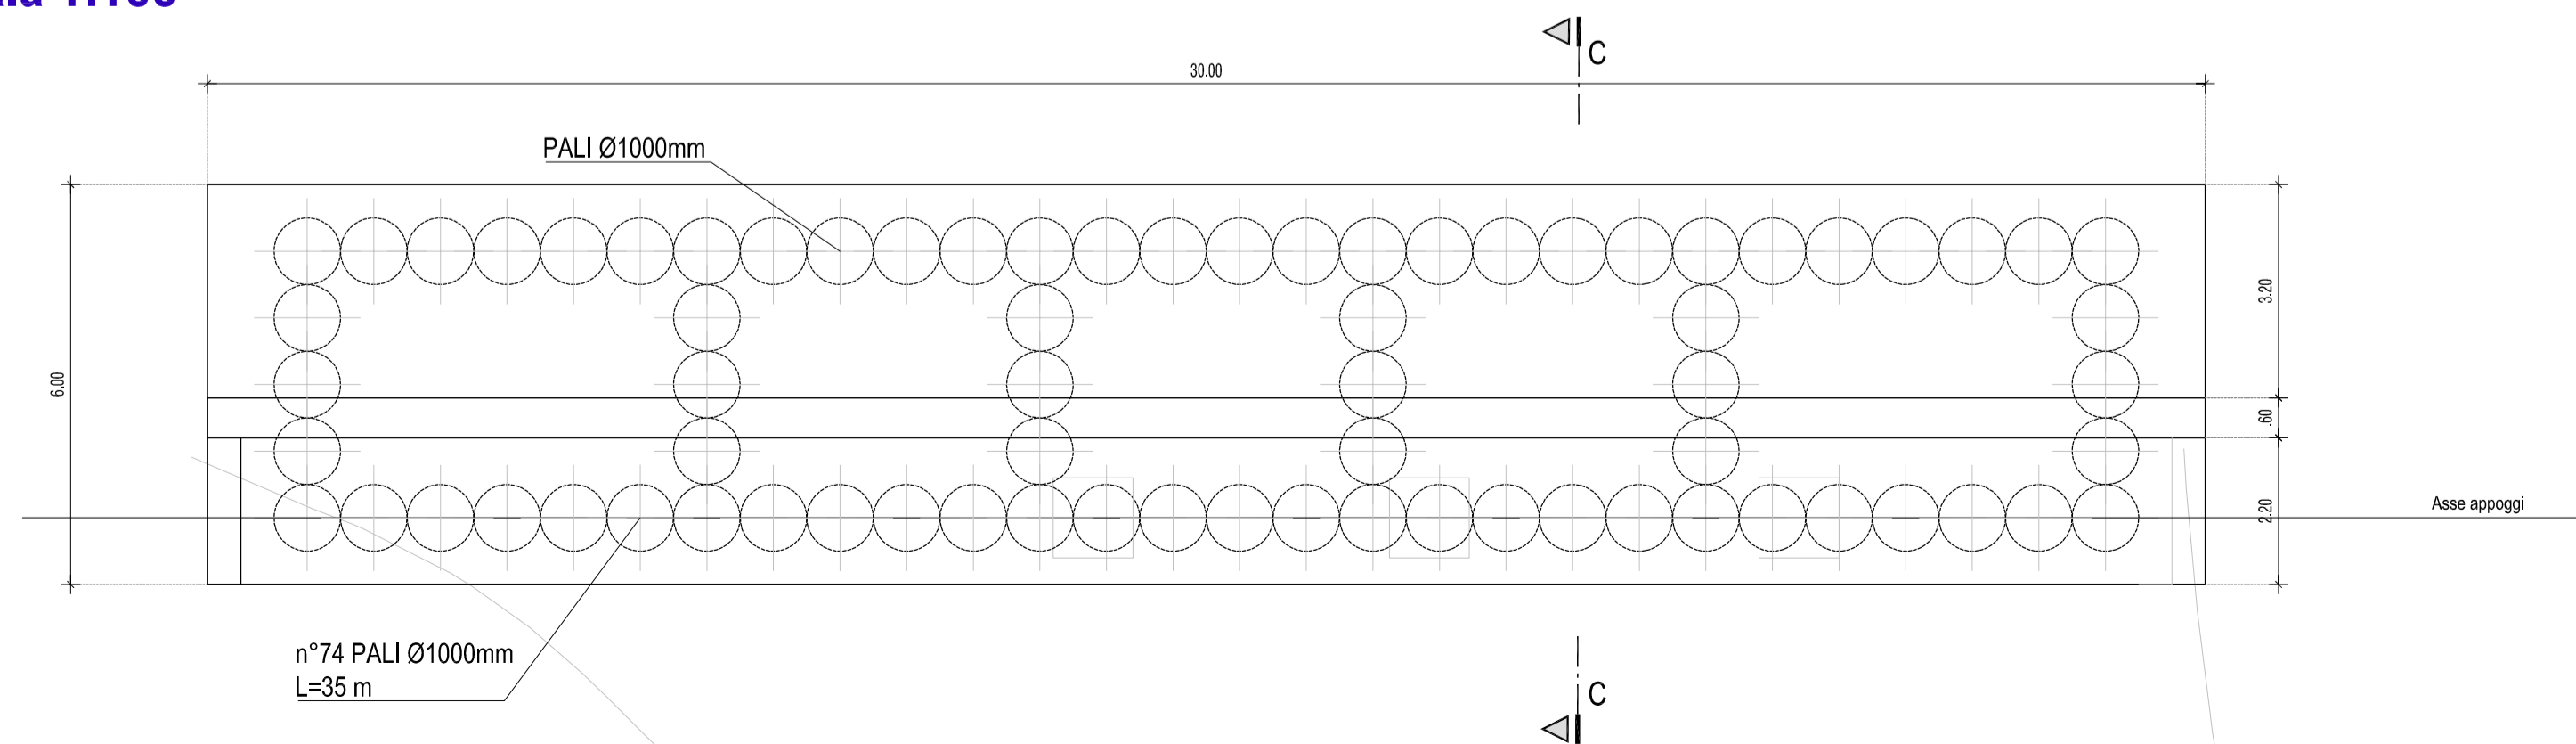 C
30.00
PALI Ø1000mm
3.20
6.00
.60
Asse appoggi
2.20
n°74 PALI Ø1000mm
L=35 m
C